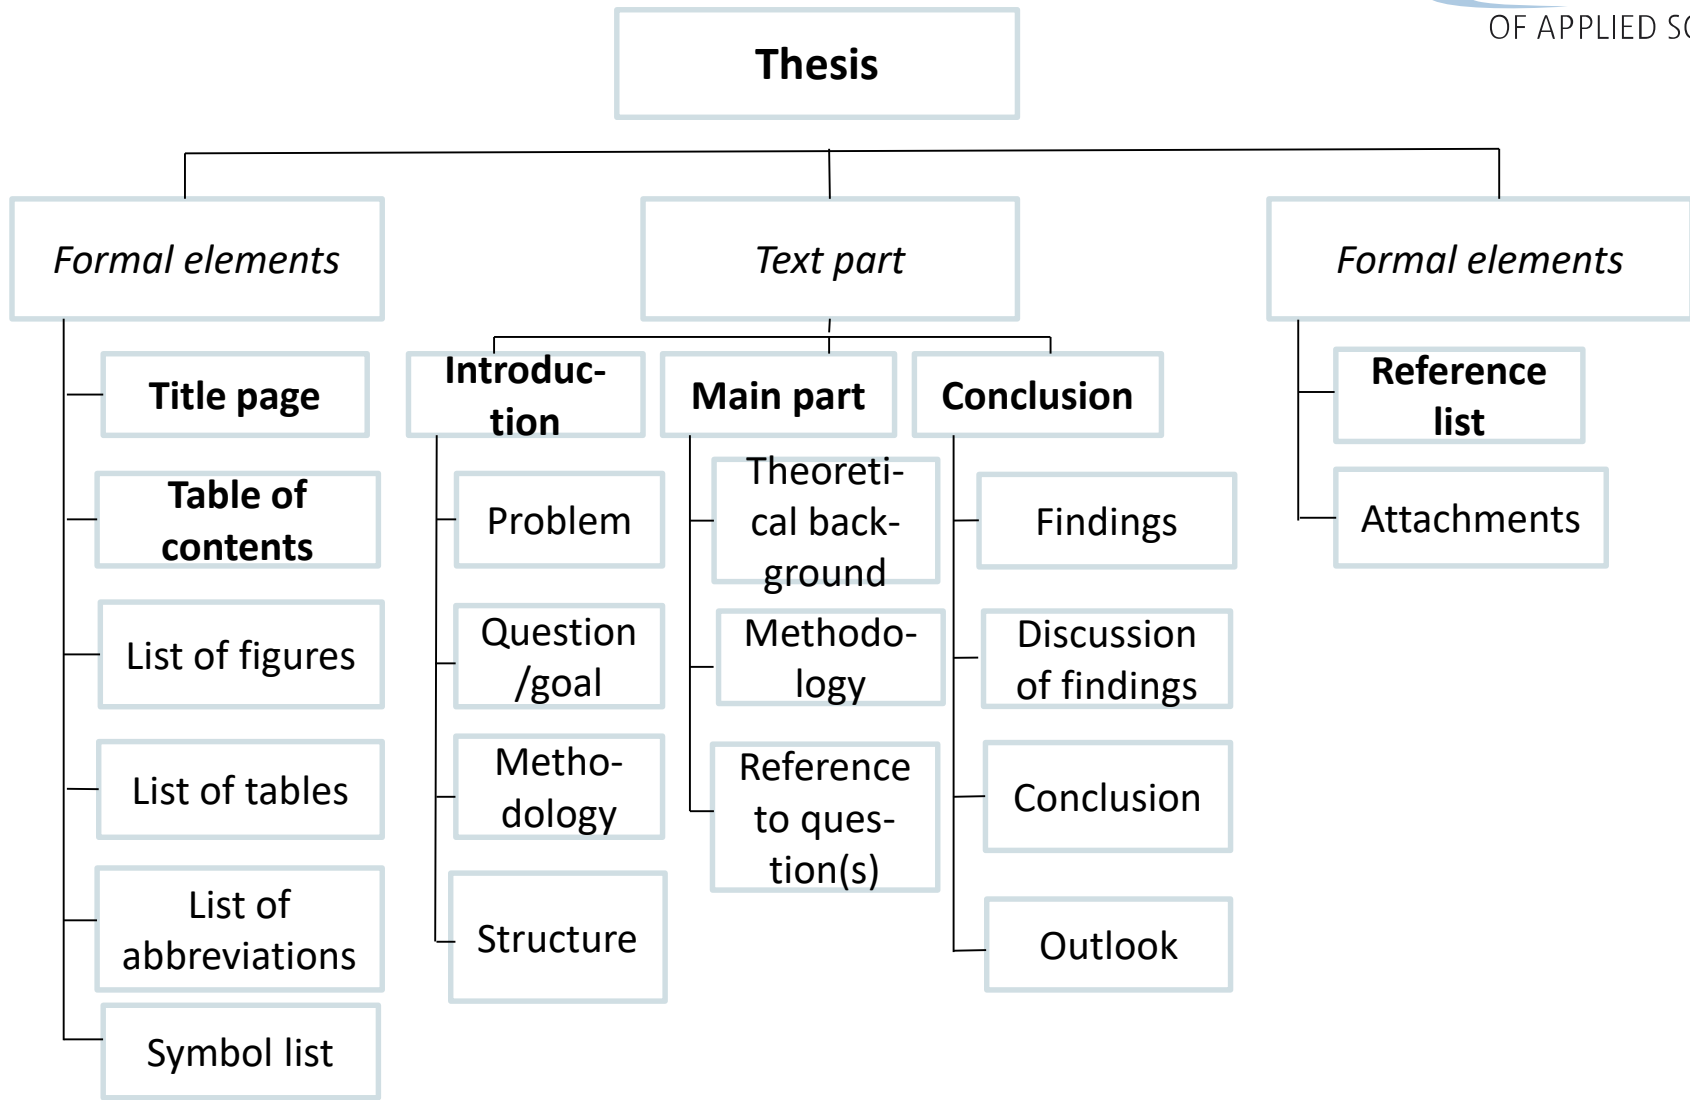 OF APPLIED SC
Thesis
Formal elements
Text part
Formal elements
Title page
Table of
contents
List of figures
List of tables
List of
abbreviations
Symbol list
Introduc-
tion
Problem
Question
/goal
Metho-
dology
Structure
Main part
Theoreti-
cal back-
ground
Methodo-
logy
Reference
to ques-
tion(s)
Conclusion
Findings
Discussion
of findings
Conclusion
Outlook
Reference
list
Attachments